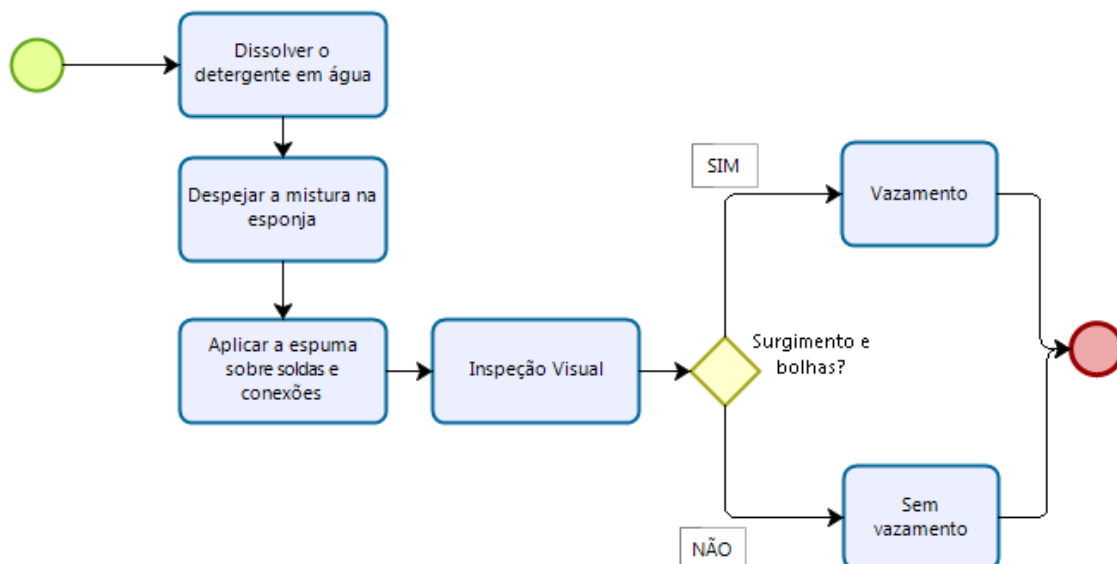 Dissolver o
detergente em água
Despejar a mistura na
esponja
Aplicar a espuma
sobre soldas e
conexões
Inspeção Visual
Surgimento e
bolhas?
SIM
Vazamento
NÃO
Sem
vazamento